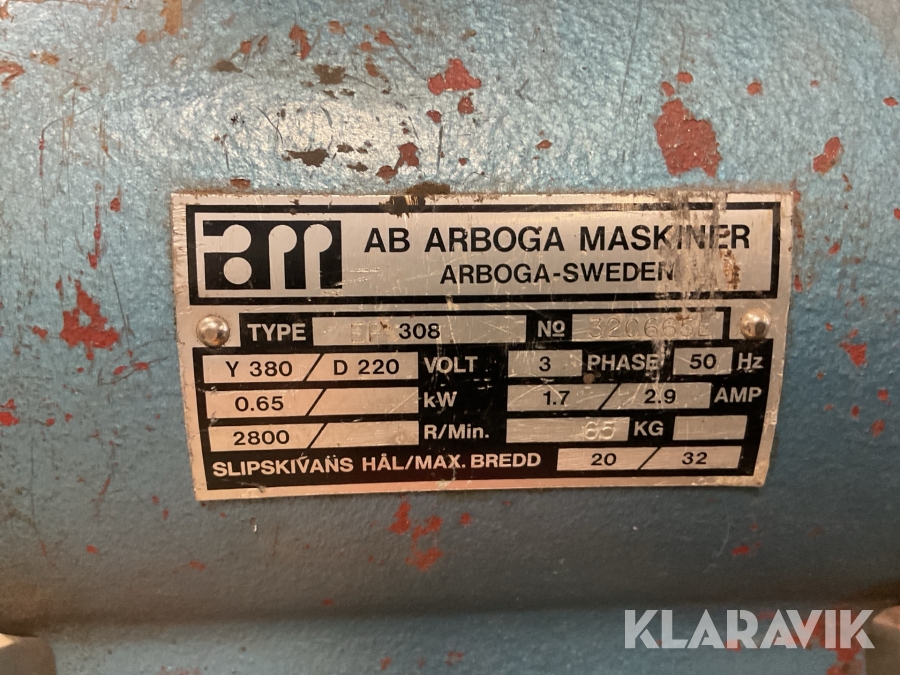 arr AB ARBOGA MASKINER
ARBOGA-SWEDEN
TYPE 308 No
Y 380 / D 220 VOLT 3 PHASE 50 Hz
0.65 / kW 1.7 / 2.9 AMP
2800 / R/Min. 65 KG
SLIPSKIVANS HÅL/MAX. BREDD 20 / 32
KLARAVIK